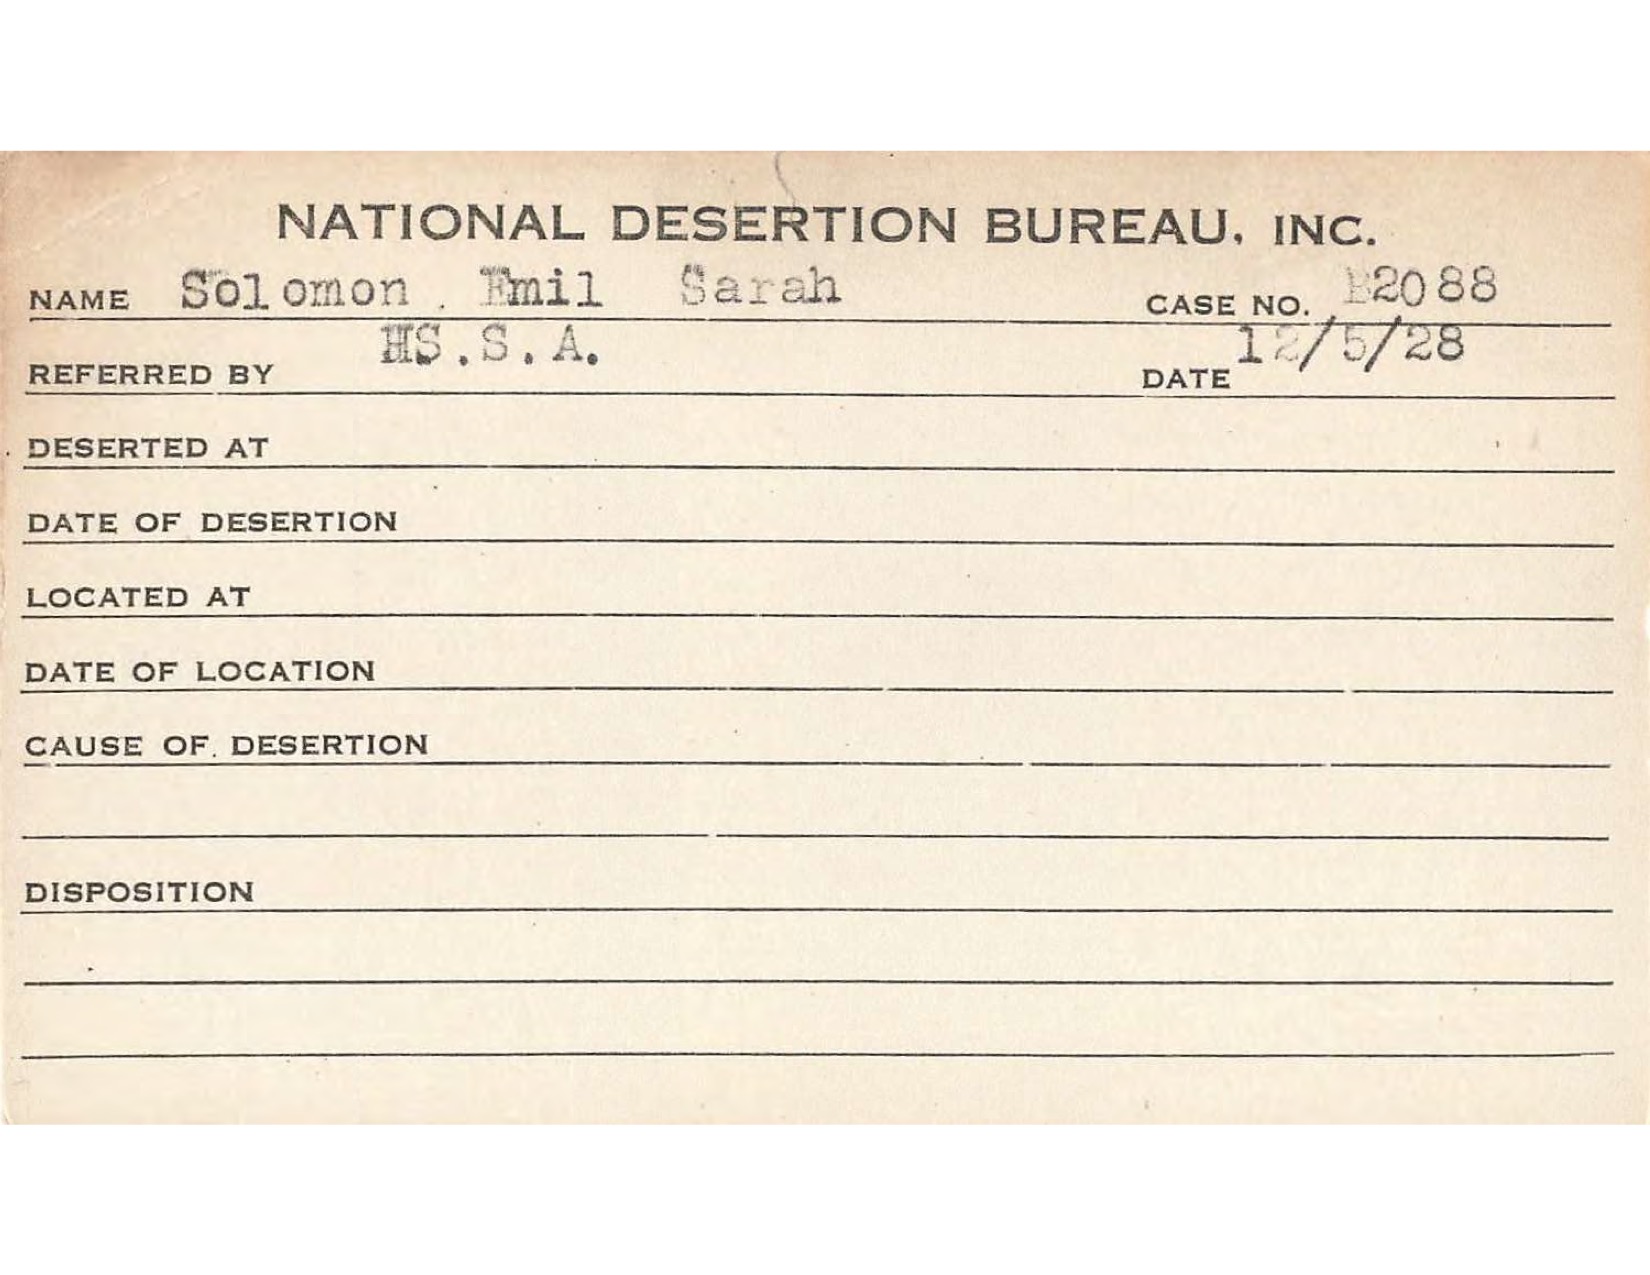 NATIONAL DESERTION BUREAU, INC.
NAME Solomon . Emil Sarah CASE NO. B2088
REFERRED BY HS.S.A. DATE 12/5/28
DESERTED AT
DATE OF DESERTION
LOCATED AT
DATE OF LOCATION
CAUSE OF DESERTION
DISPOSITION